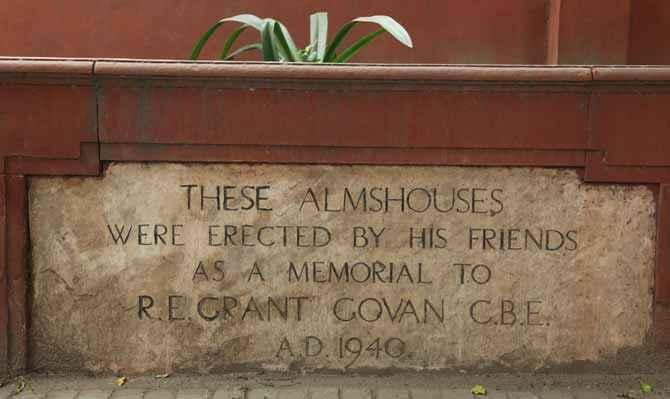 THESE ALMSHOUSES
WERE ERECTED BY HIS FRIENDS
AS A MEMORIAL TO
R.E. GRANT GOVAN C.B.E.
A.D. 1940.